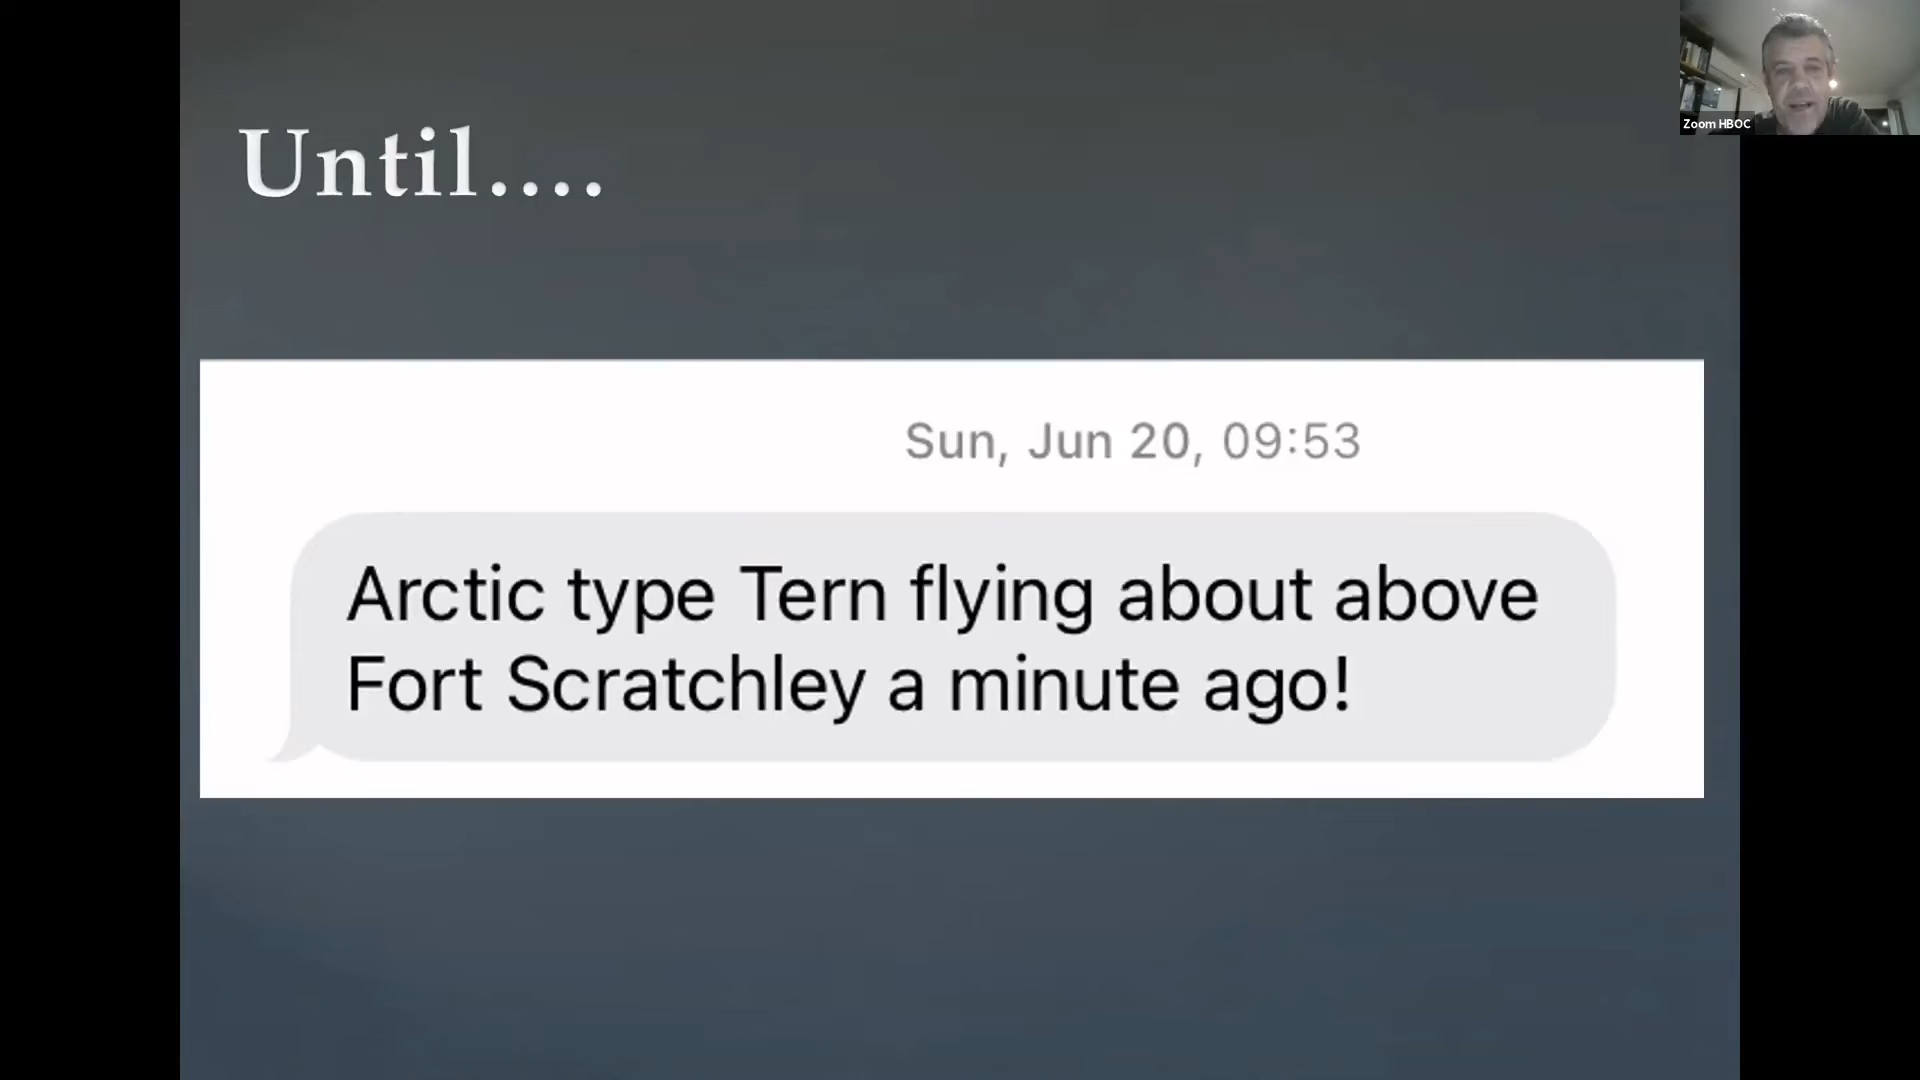 Until....
Zoom HBOC
Sun, Jun 20, 09:53
Arctic type Tern flying about above
Fort Scratchley a minute ago!